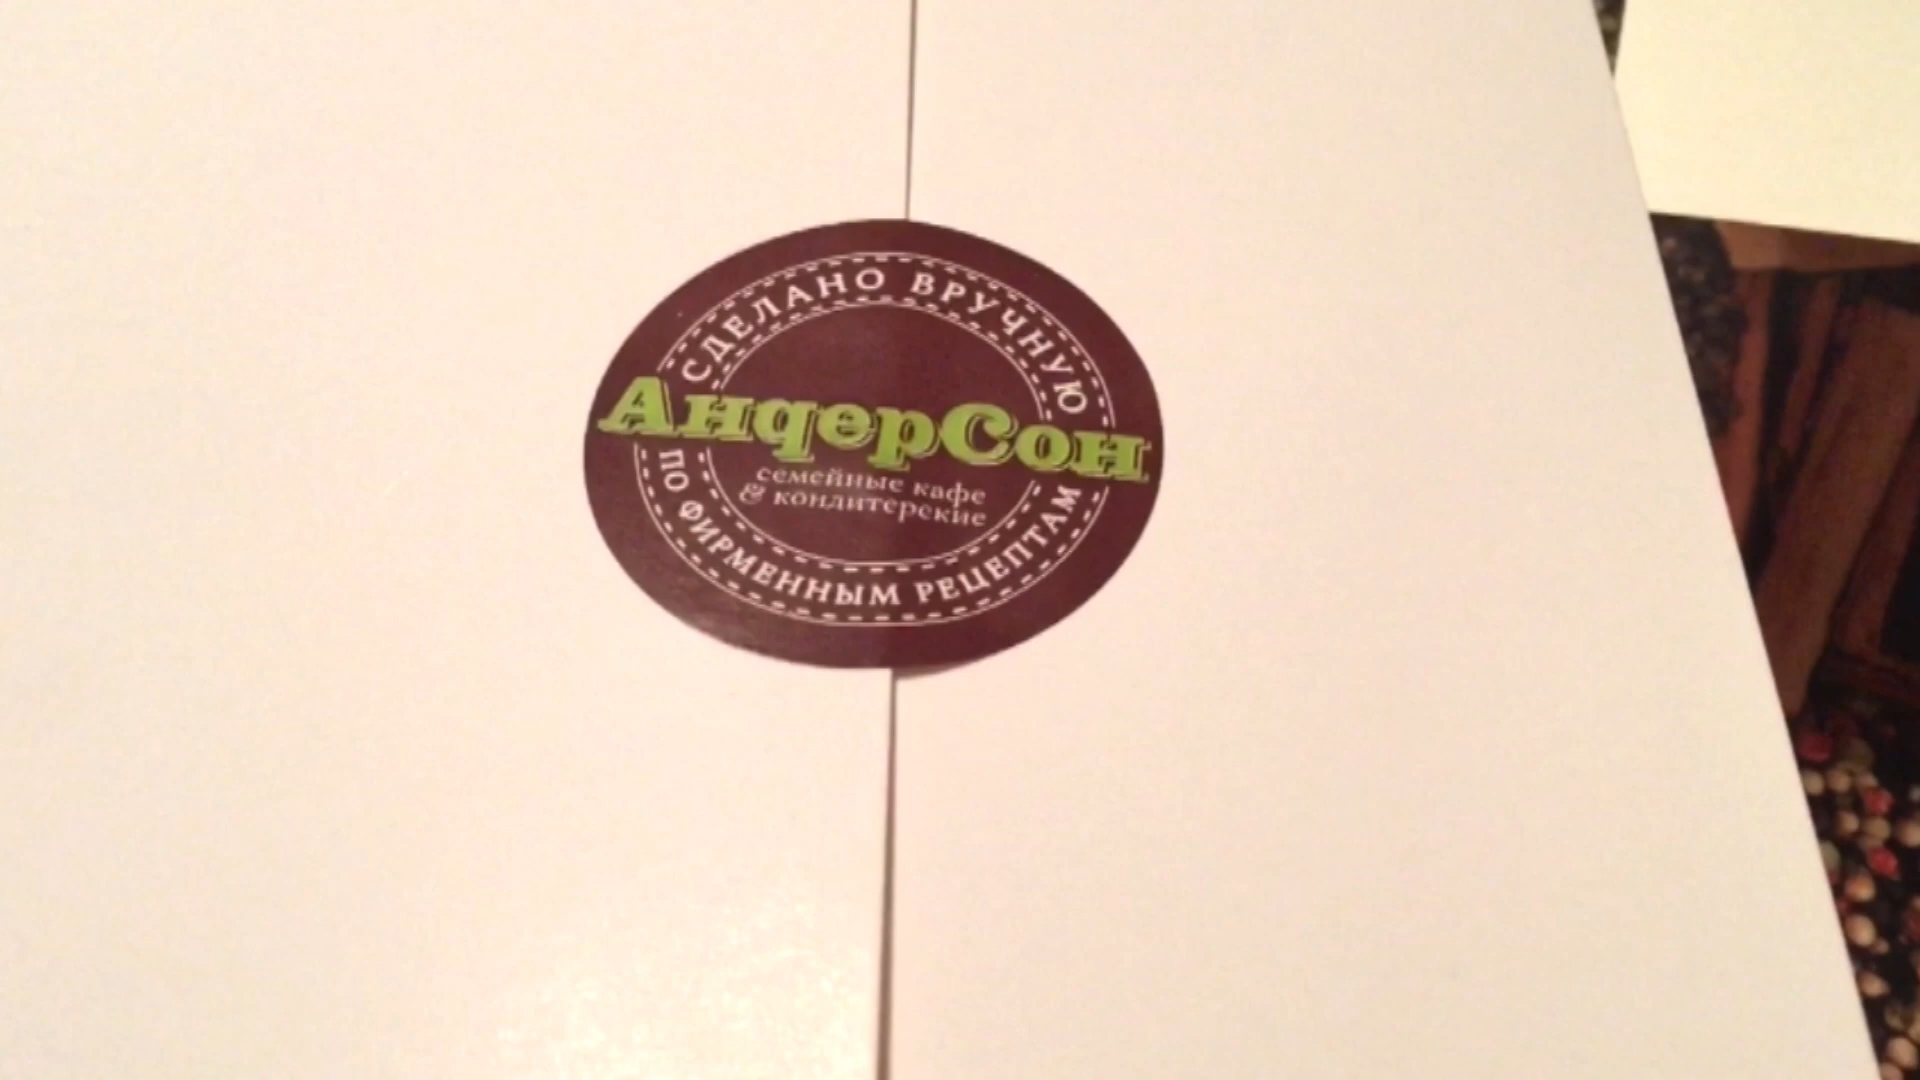 СДЕЛАНО ВРУЧНУЮ
АндерСон
семейные кафе
& кондитерские
ПО ФИРМЕННЫМ РЕЦЕПТАМ